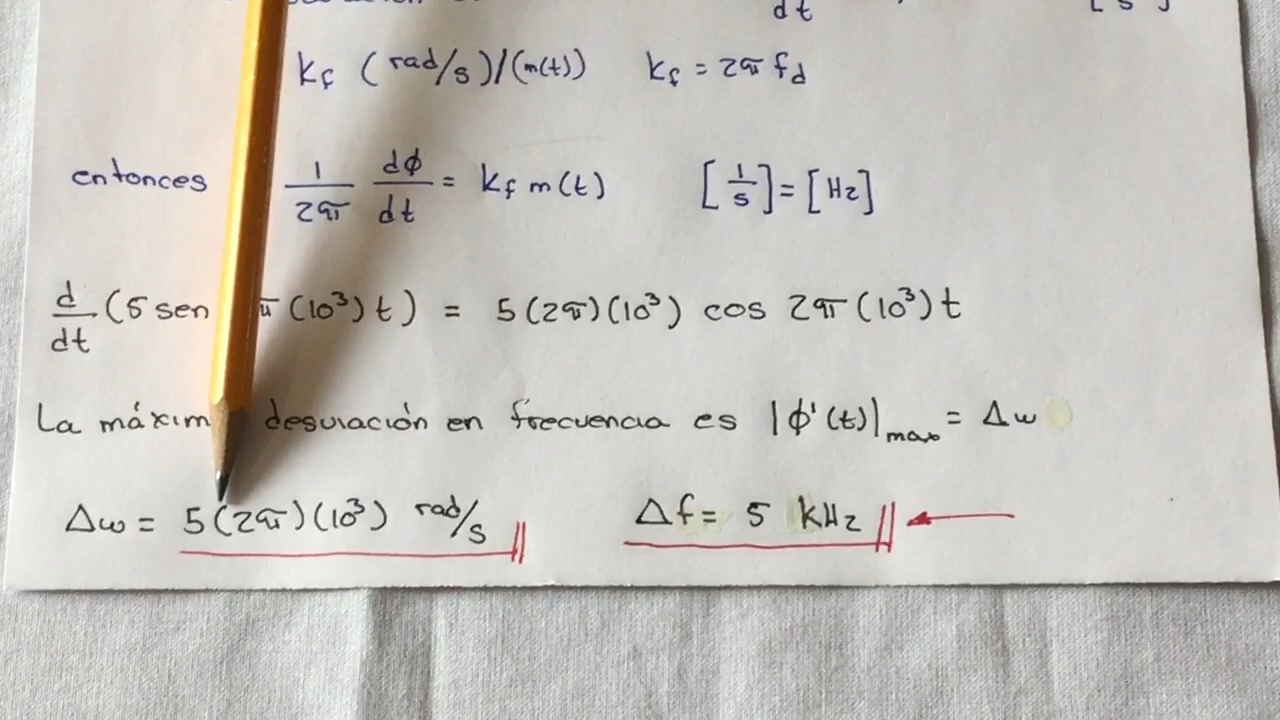 dt [s]
kf (rad/s)/(m(t)) kf = 2π fd
entonces 1/2π dϕ/dt = kf m(t) [1/s] = [Hz]
d/dt (5 sen π (10³) t) = 5 (2π) (10³) cos 2π (10³) t
La máxim desviación en frecuencia es |ϕ'(t)|max = Δω
Δω = 5(2π)(10³) rad/s Δf = 5 kHz